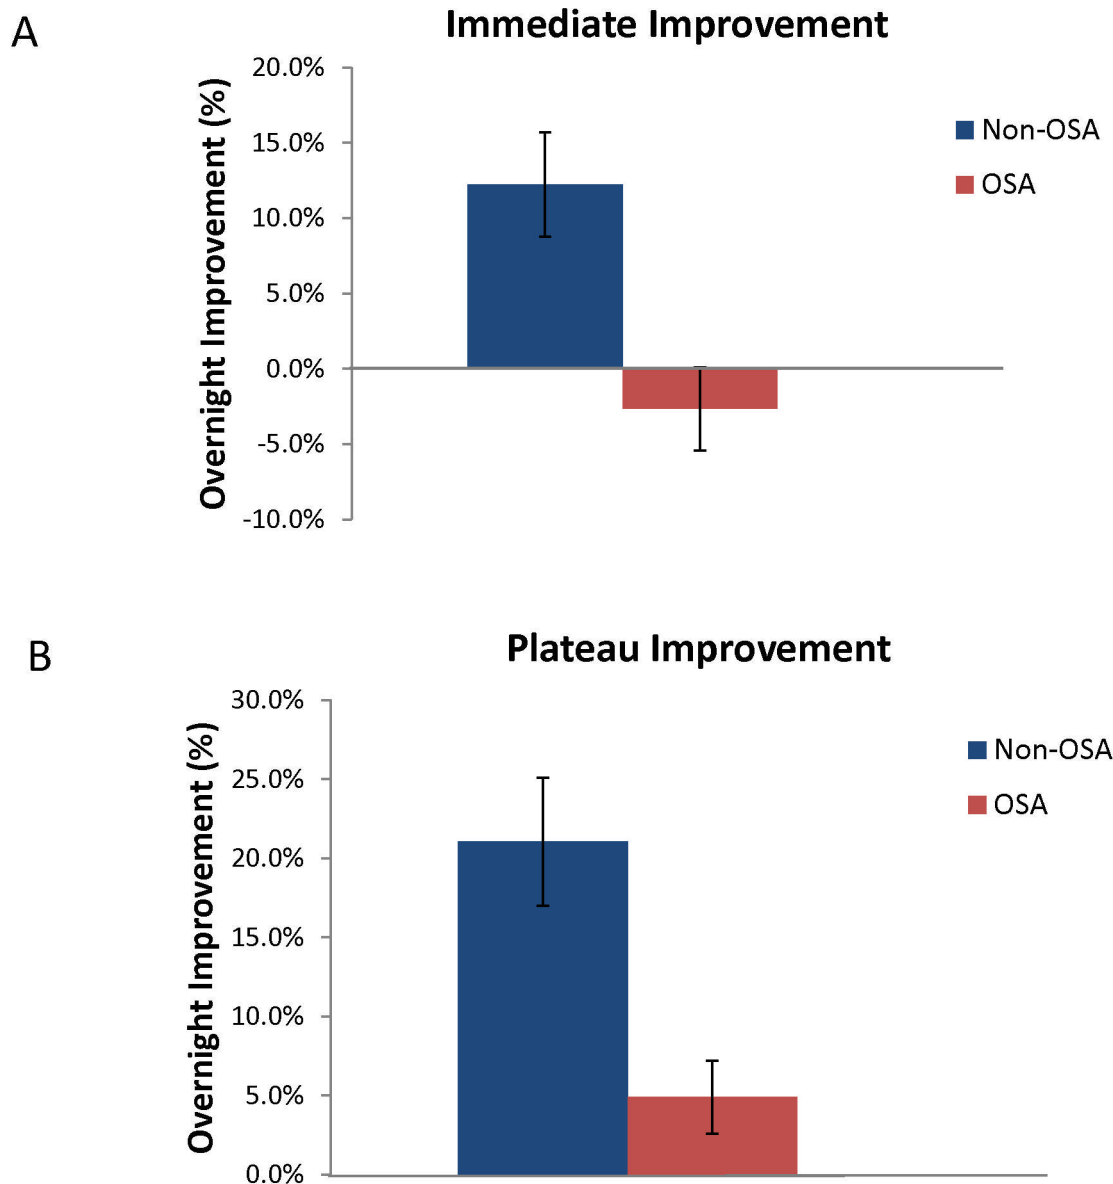 A
Immediate Improvement
Overnight Improvement (%)
20.0%
15.0%
10.0%
5.0%
0.0%
-5.0%
-10.0%
Non-OSA
OSA
B
Plateau Improvement
Overnight Improvement (%)
30.0%
25.0%
20.0%
15.0%
10.0%
5.0%
0.0%
Non-OSA
OSA